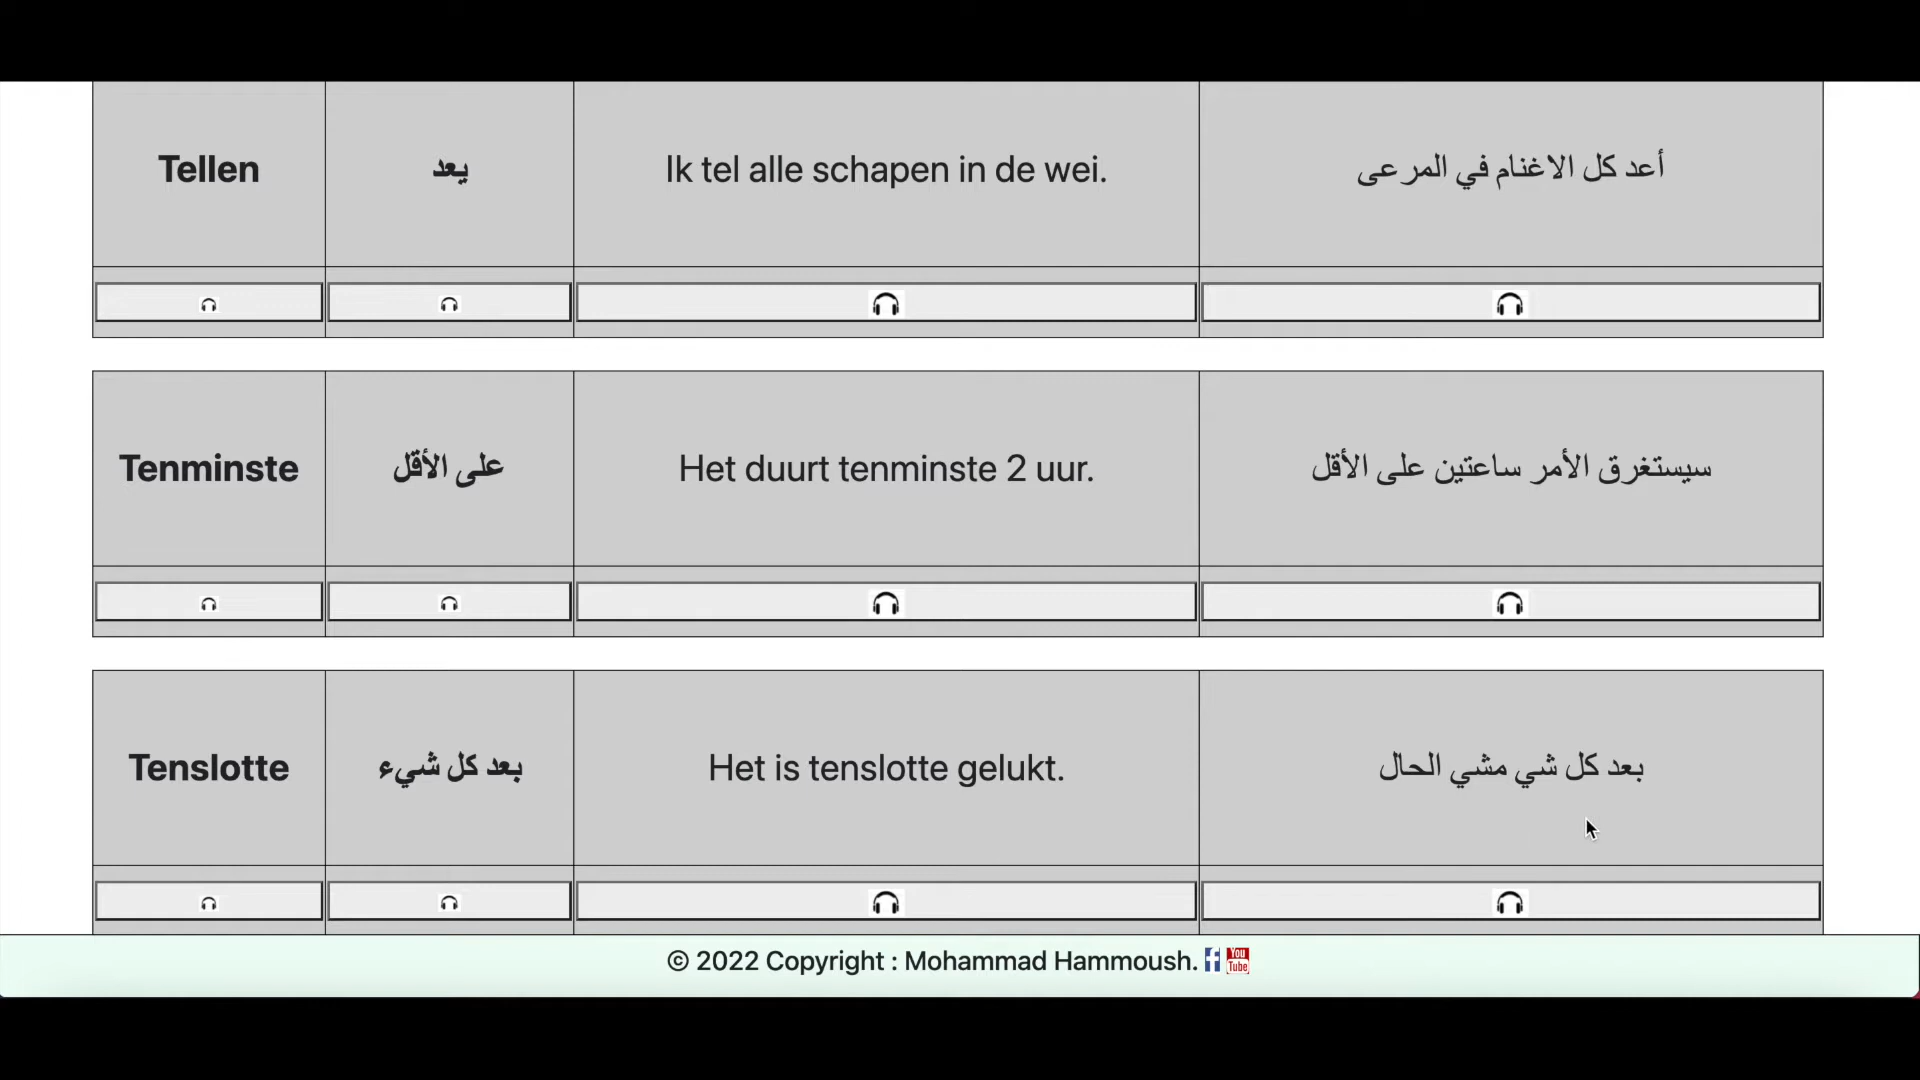 Tellen
يعد
Ik tel alle schapen in de wei.
أعد كل الاغنام في المرعى
Tenminste
على الأقل
Het duurt tenminste 2 uur.
سيستغرق الأمر ساعتين على الأقل
Tenslotte
بعد كل شيء
Het is tenslotte gelukt.
بعد كل شي مشي الحال
© 2022 Copyright : Mohammad Hammoush. f You Tube